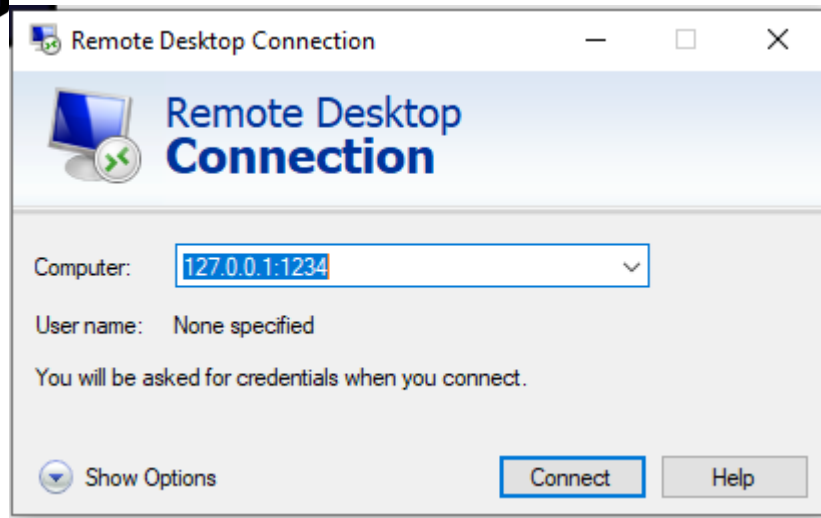 Remote Desktop Connection
Remote Desktop
Connection
Computer: 127.0.0.1:1234
User name: None specified
You will be asked for credentials when you connect.
Show Options Connect Help